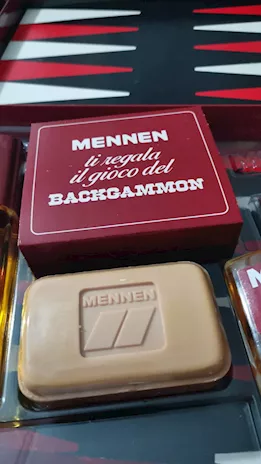 MENNEN
ti regala
il gioco del
BACKGAMMON
MENNEN